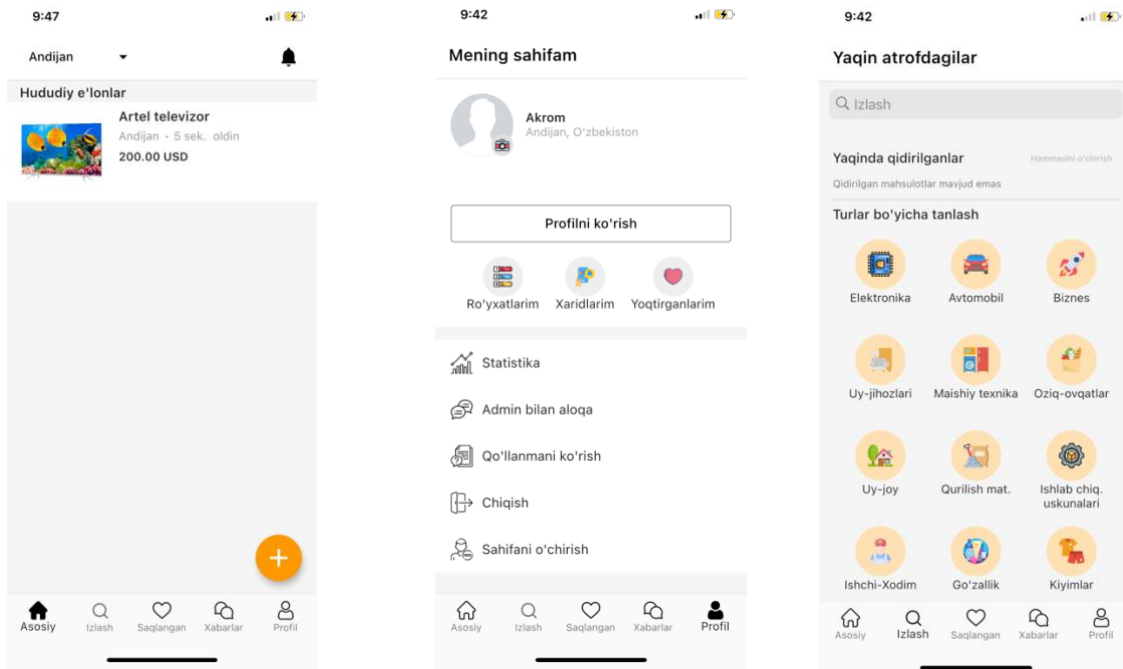 9:47
Andijan
Hududiy e'lonlar
Artel televizor
Andijan - 5 sek. oldin
200.00 USD
Asosiy
Izlash
Saqlangan
Xabarlar
Profil
9:42
Mening sahifam
Akrom
Andijan, O'zbekiston
Profilni ko'rish
Ro'yxatlarim
Xaridlarim
Yoqtirganlarim
Statistika
Admin bilan aloqa
Qo'llanmani ko'rish
Chiqish
Sahifani o'chirish
Asosiy
Izlash
Saqlangan
Xabarlar
Profil
9:42
Yaqin atrofdagilar
Izlash
Yaqinda qidirilganlar
Hammasini o'chirish
Qidirilgan mahsulotlar mavjud emas
Turlar bo'yicha tanlash
Elektronika
Avtomobil
Biznes
Uy-jihozlari
Maishiy texnika
Oziq-ovqatlar
Uy-joy
Qurilish mat.
Ishlab chiq.
uskunalari
Ishchi-Xodim
Go'zallik
Kiyimlar
Asosiy
Izlash
Saqlangan
Xabarlar
Profil